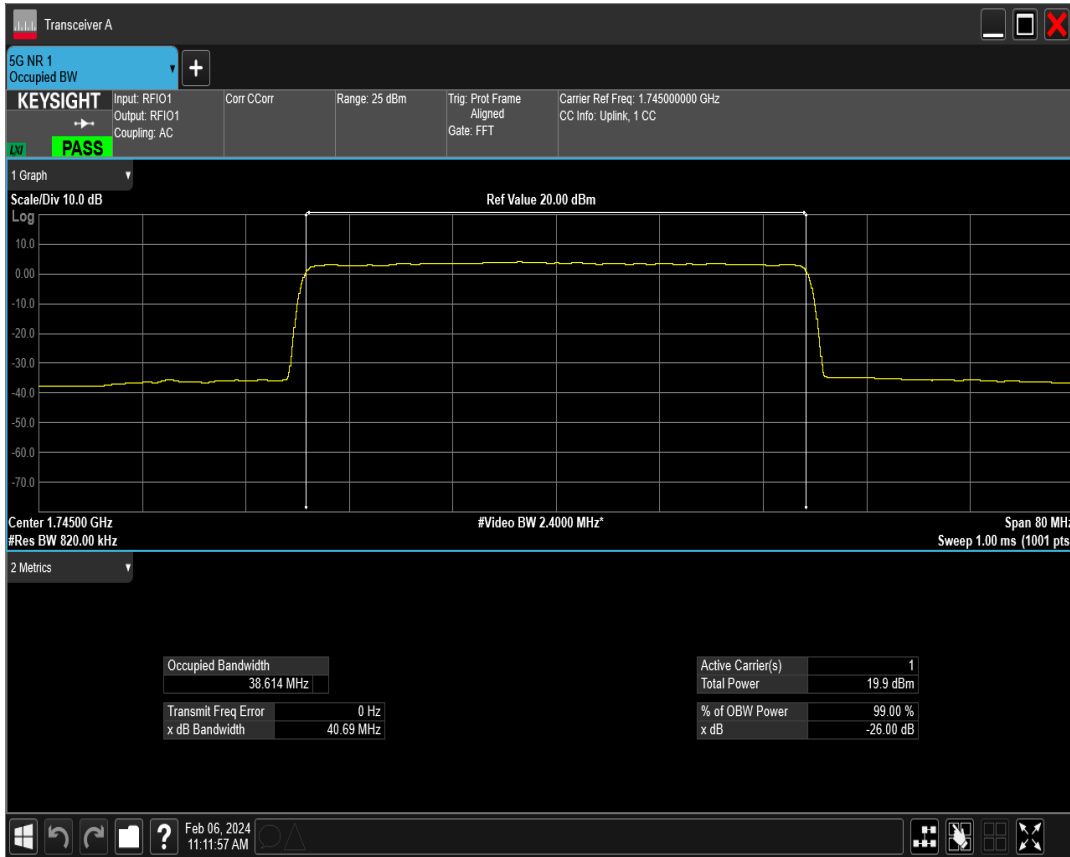 Transceiver A
5G NR 1
Occupied BW
+
KEYSIGHT
LXI
PASS
Input: RFIO1
Output: RFIO1
Coupling: AC
Corr CCorr
Range: 25 dBm
Trig: Prot Frame
Aligned
Gate: FFT
Carrier Ref Freq: 1.745000000 GHz
CC Info: Uplink, 1 CC
1 Graph
Scale/Div 10.0 dB
Ref Value 20.00 dBm
Log
10.0
0.00
-10.0
-20.0
-30.0
-40.0
-50.0
-60.0
-70.0
Center 1.74500 GHz
#Video BW 2.4000 MHz*
Span 80 MHz
#Res BW 820.00 kHz
Sweep 1.00 ms (1001 pts
2 Metrics
Occupied Bandwidth
38.614 MHz
Transmit Freq Error 0 Hz
x dB Bandwidth 40.69 MHz
Active Carrier(s) 1
Total Power 19.9 dBm
% of OBW Power 99.00 %
x dB -26.00 dB
?
Feb 06, 2024
11:11:57 AM